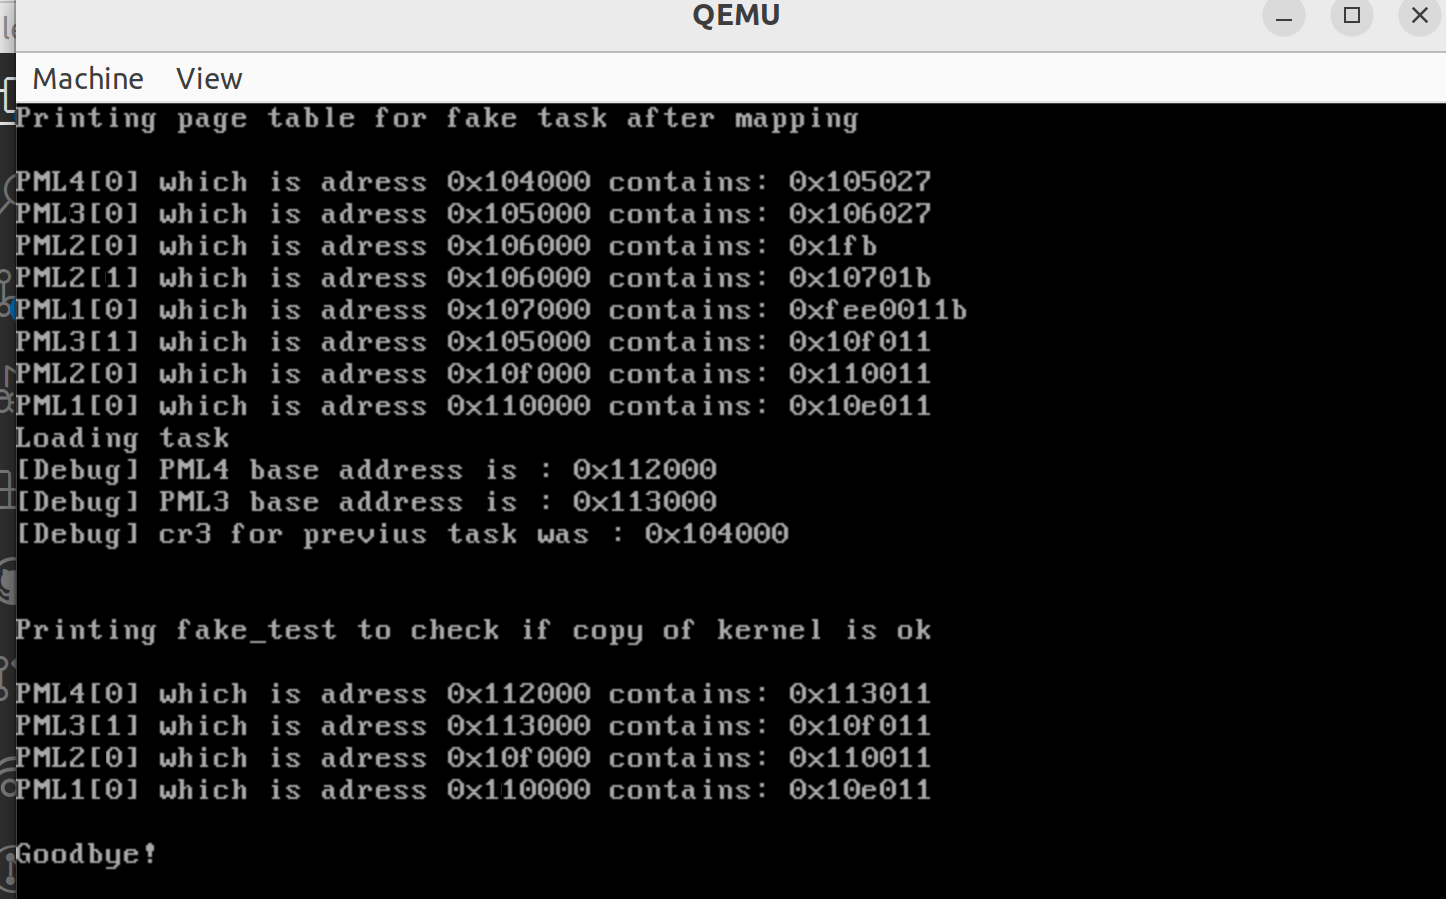 QEMU
Machine View
Printing page table for fake task after mapping
PML4[0] which is adress 0x104000 contains: 0x105027
PML3[0] which is adress 0x105000 contains: 0x106027
PML2[0] which is adress 0x106000 contains: 0x1fb
PML2[1] which is adress 0x106000 contains: 0x10701b
PML1[0] which is adress 0x107000 contains: 0xfee0011b
PML3[1] which is adress 0x105000 contains: 0x10f011
PML2[0] which is adress 0x10f000 contains: 0x110011
PML1[0] which is adress 0x110000 contains: 0x10e011
Loading task
[Debug] PML4 base address is : 0x112000
[Debug] PML3 base address is : 0x113000
[Debug] cr3 for previus task was : 0x104000
Printing fake_test to check if copy of kernel is ok
PML4[0] which is adress 0x112000 contains: 0x113011
PML3[1] which is adress 0x113000 contains: 0x10f011
PML2[0] which is adress 0x10f000 contains: 0x110011
PML1[0] which is adress 0x110000 contains: 0x10e011
Goodbye!